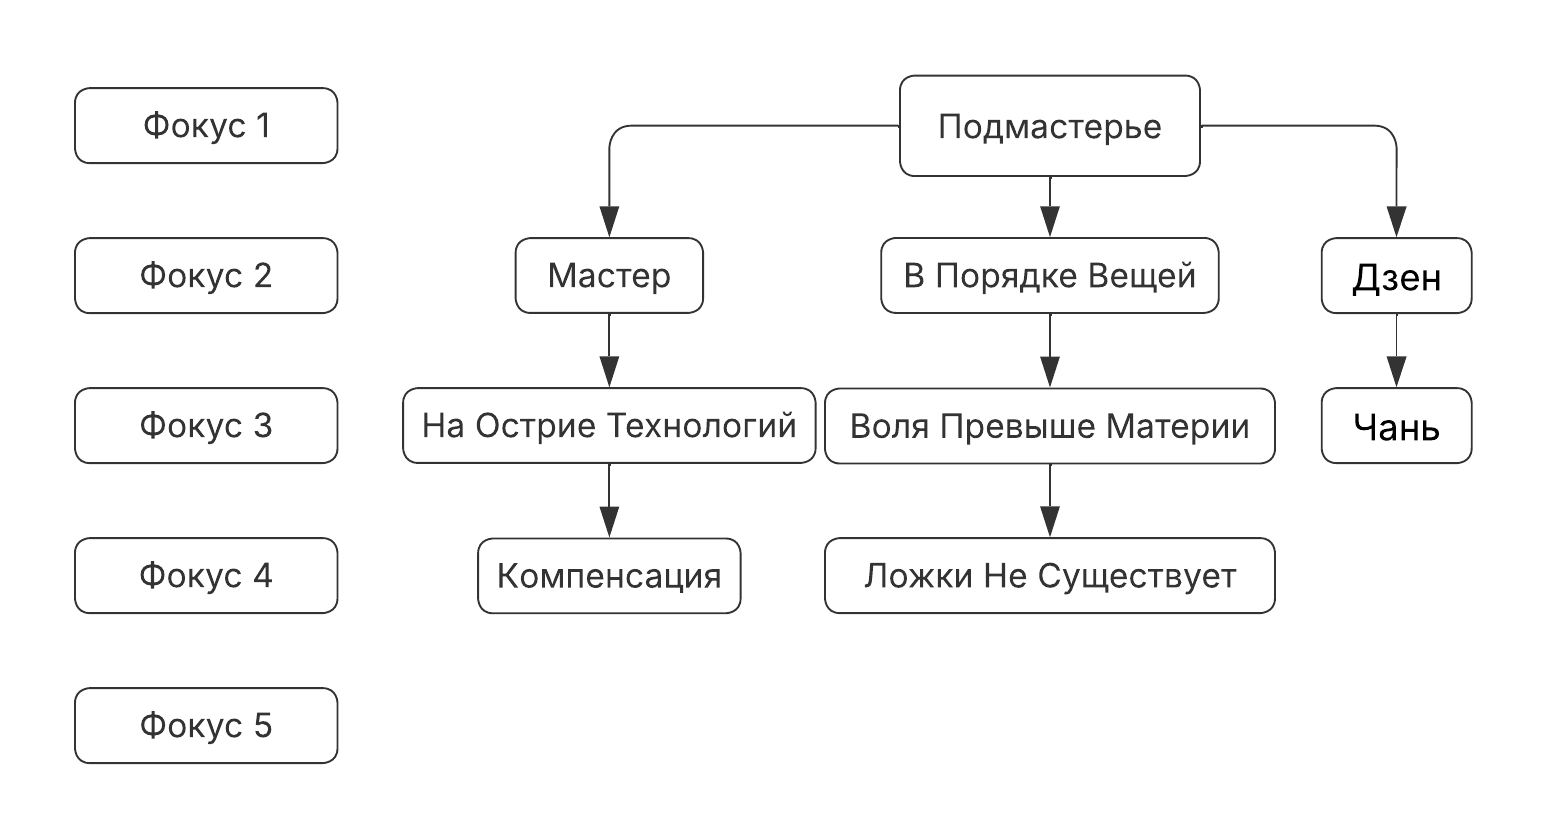 Фокус 1
Подмастерье
Фокус 2
Мастер
В Порядке Вещей
Дзен
Фокус 3
На Острие Технологий
Воля Превыше Материи
Чань
Фокус 4
Компенсация
Ложки Не Существует
Фокус 5